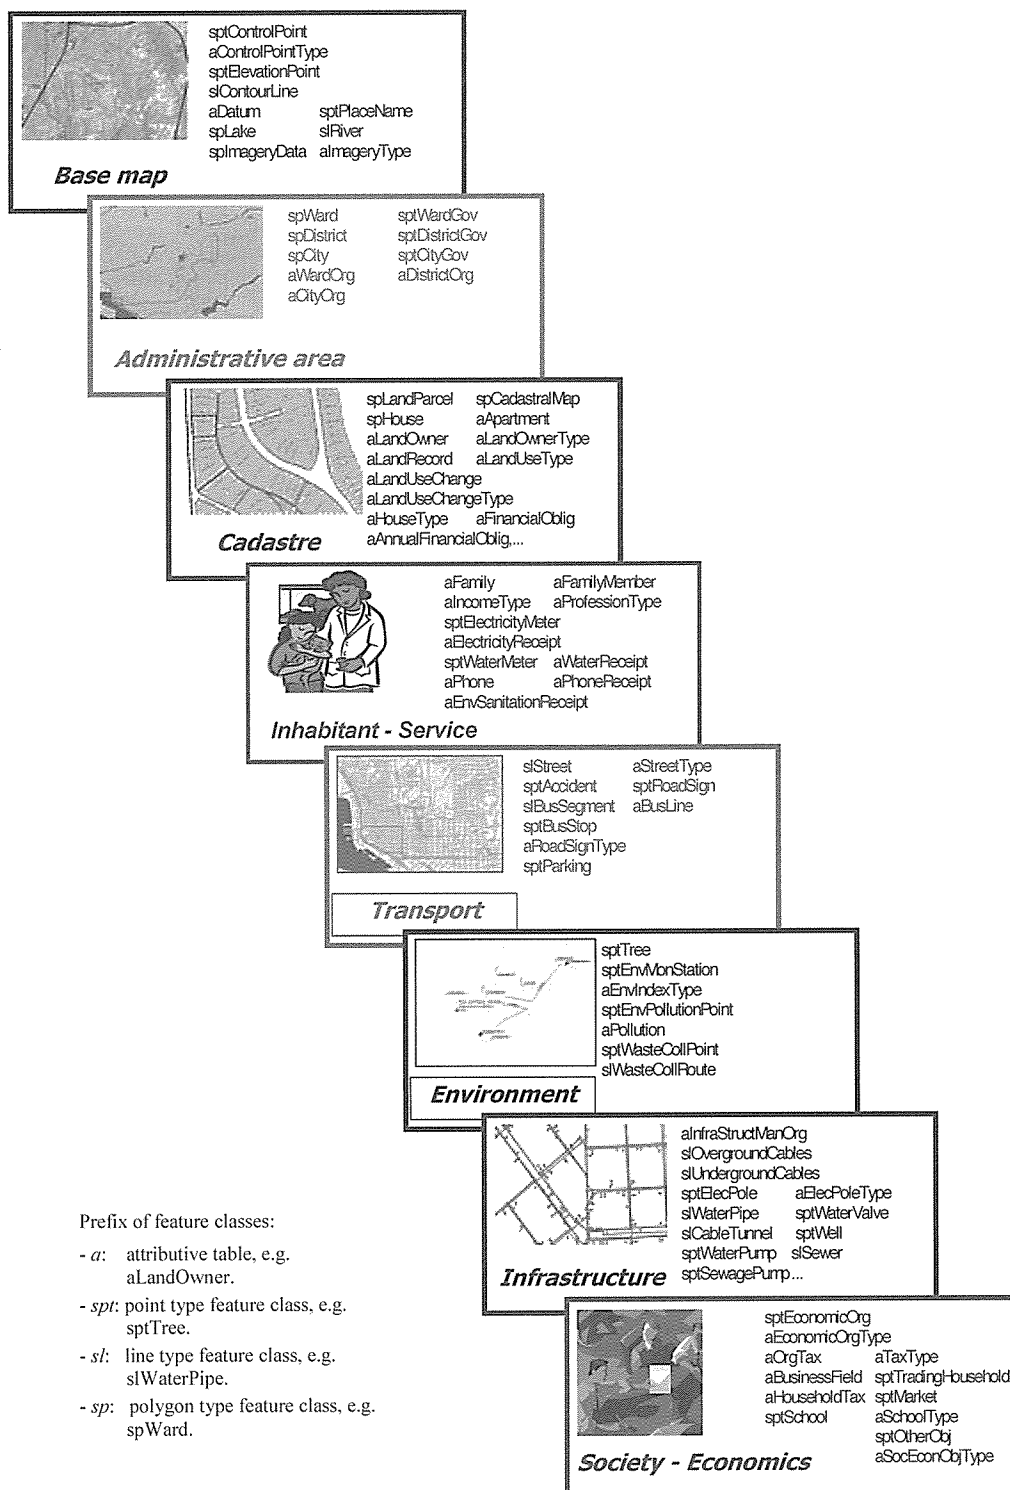 sptControlPoint
aControlPointType
sptElevationPoint
slContourLine
aDatum sptPlaceName
spLake slRiver
spImageryData aImageryType
Base map
spWard sptWardGov
spDistrict sptDistrictGov
spCity sptCityGov
aWardOrg aDistrictOrg
aCityOrg
Administrative area
spLandParcel spCadastralMap
spHouse aApartment
aLandOwner aLandOwnerType
aLandRecord aLandUseType
aLandUseChange
aLandUseChangeType
aHouseType aFinancialOblig
aAnnualFinancialOblig,...
Cadastre
aFamily aFamilyMember
aIncomeType aProfessionType
sptElectricityMeter
aElectricityReceipt
sptWaterMeter aWaterReceipt
aPhone aPhoneReceipt
aEnvSanitationReceipt
Inhabitant - Service
slStreet aStreetType
sptAccident sptRoadSign
slBusSegment aBusLine
sptBusStop
aRoadSignType
sptParking
Transport
sptTree
sptEnvMonStation
aEnvIndexType
sptEnvPollutionPoint
aPollution
sptWasteCollPoint
slWasteCollRoute
Environment
aInfraStructManOrg
slOvergroundCables
slUndergroundCables
sptElecPole aElecPoleType
slWaterPipe sptWaterValve
slCableTunnel sptWell
sptWaterPump slSewer
sptSewagePump...
Infrastructure
sptEconomicOrg
aEconomicOrgType
aOrgTax aTaxType
aBusinessField sptTradingHousehold
aHouseholdTax sptMarket
sptSchool aSchoolType
sptOtherObj
aSocEconObjType
Society - Economics
Prefix of feature classes:
- a: attributive table, e.g.
aLandOwner.
- spt: point type feature class, e.g.
sptTree.
- sl: line type feature class, e.g.
slWaterPipe.
- sp: polygon type feature class, e.g.
spWard.